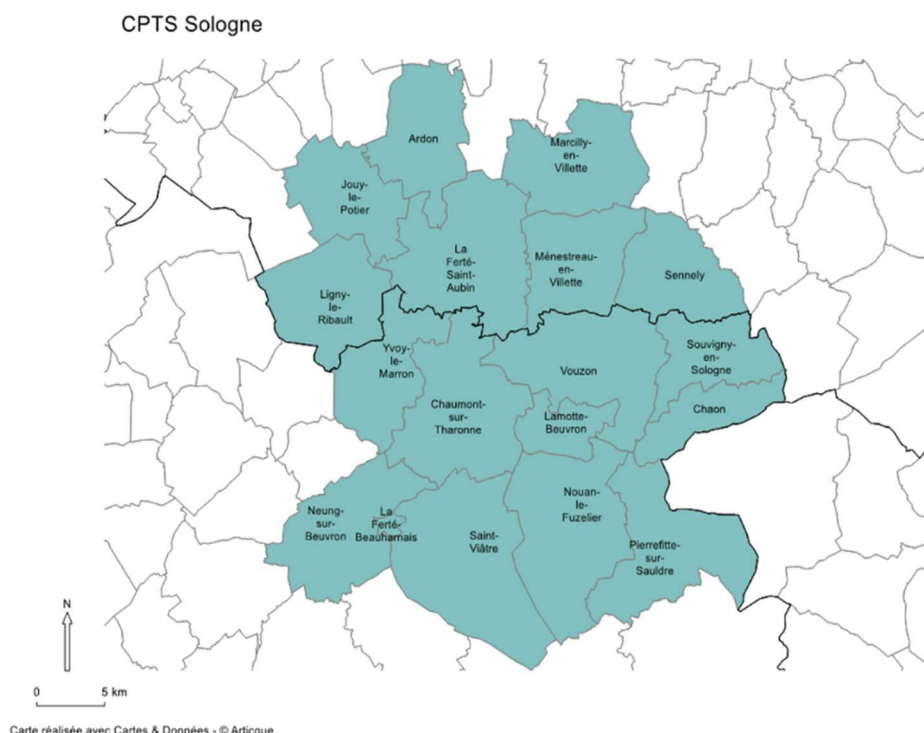 CPTS Sologne
Ardon
Marcilly-
en-
Villette
Jouy-
le-
Potier
La
Ferté-
Saint-
Aubin
Ménestreau-
en-
Villette
Sennely
Ligny-
le-
Ribault
Yvoy-
le-
Marron
Vouzon
Souvigny-
en-
Sologne
Chaumont-
sur-
Tharonne
Lamotte-
Beuvron
Chaon
Neung-
sur-
Beuvron
La
Ferté-
Beauharnais
Saint-
Viâtre
Nouan-
le-
Fuzelier
Pierrefitte-
sur-
Sauldre
N
0 5 km
Carte réalisée avec Cartes & Données - © Articque